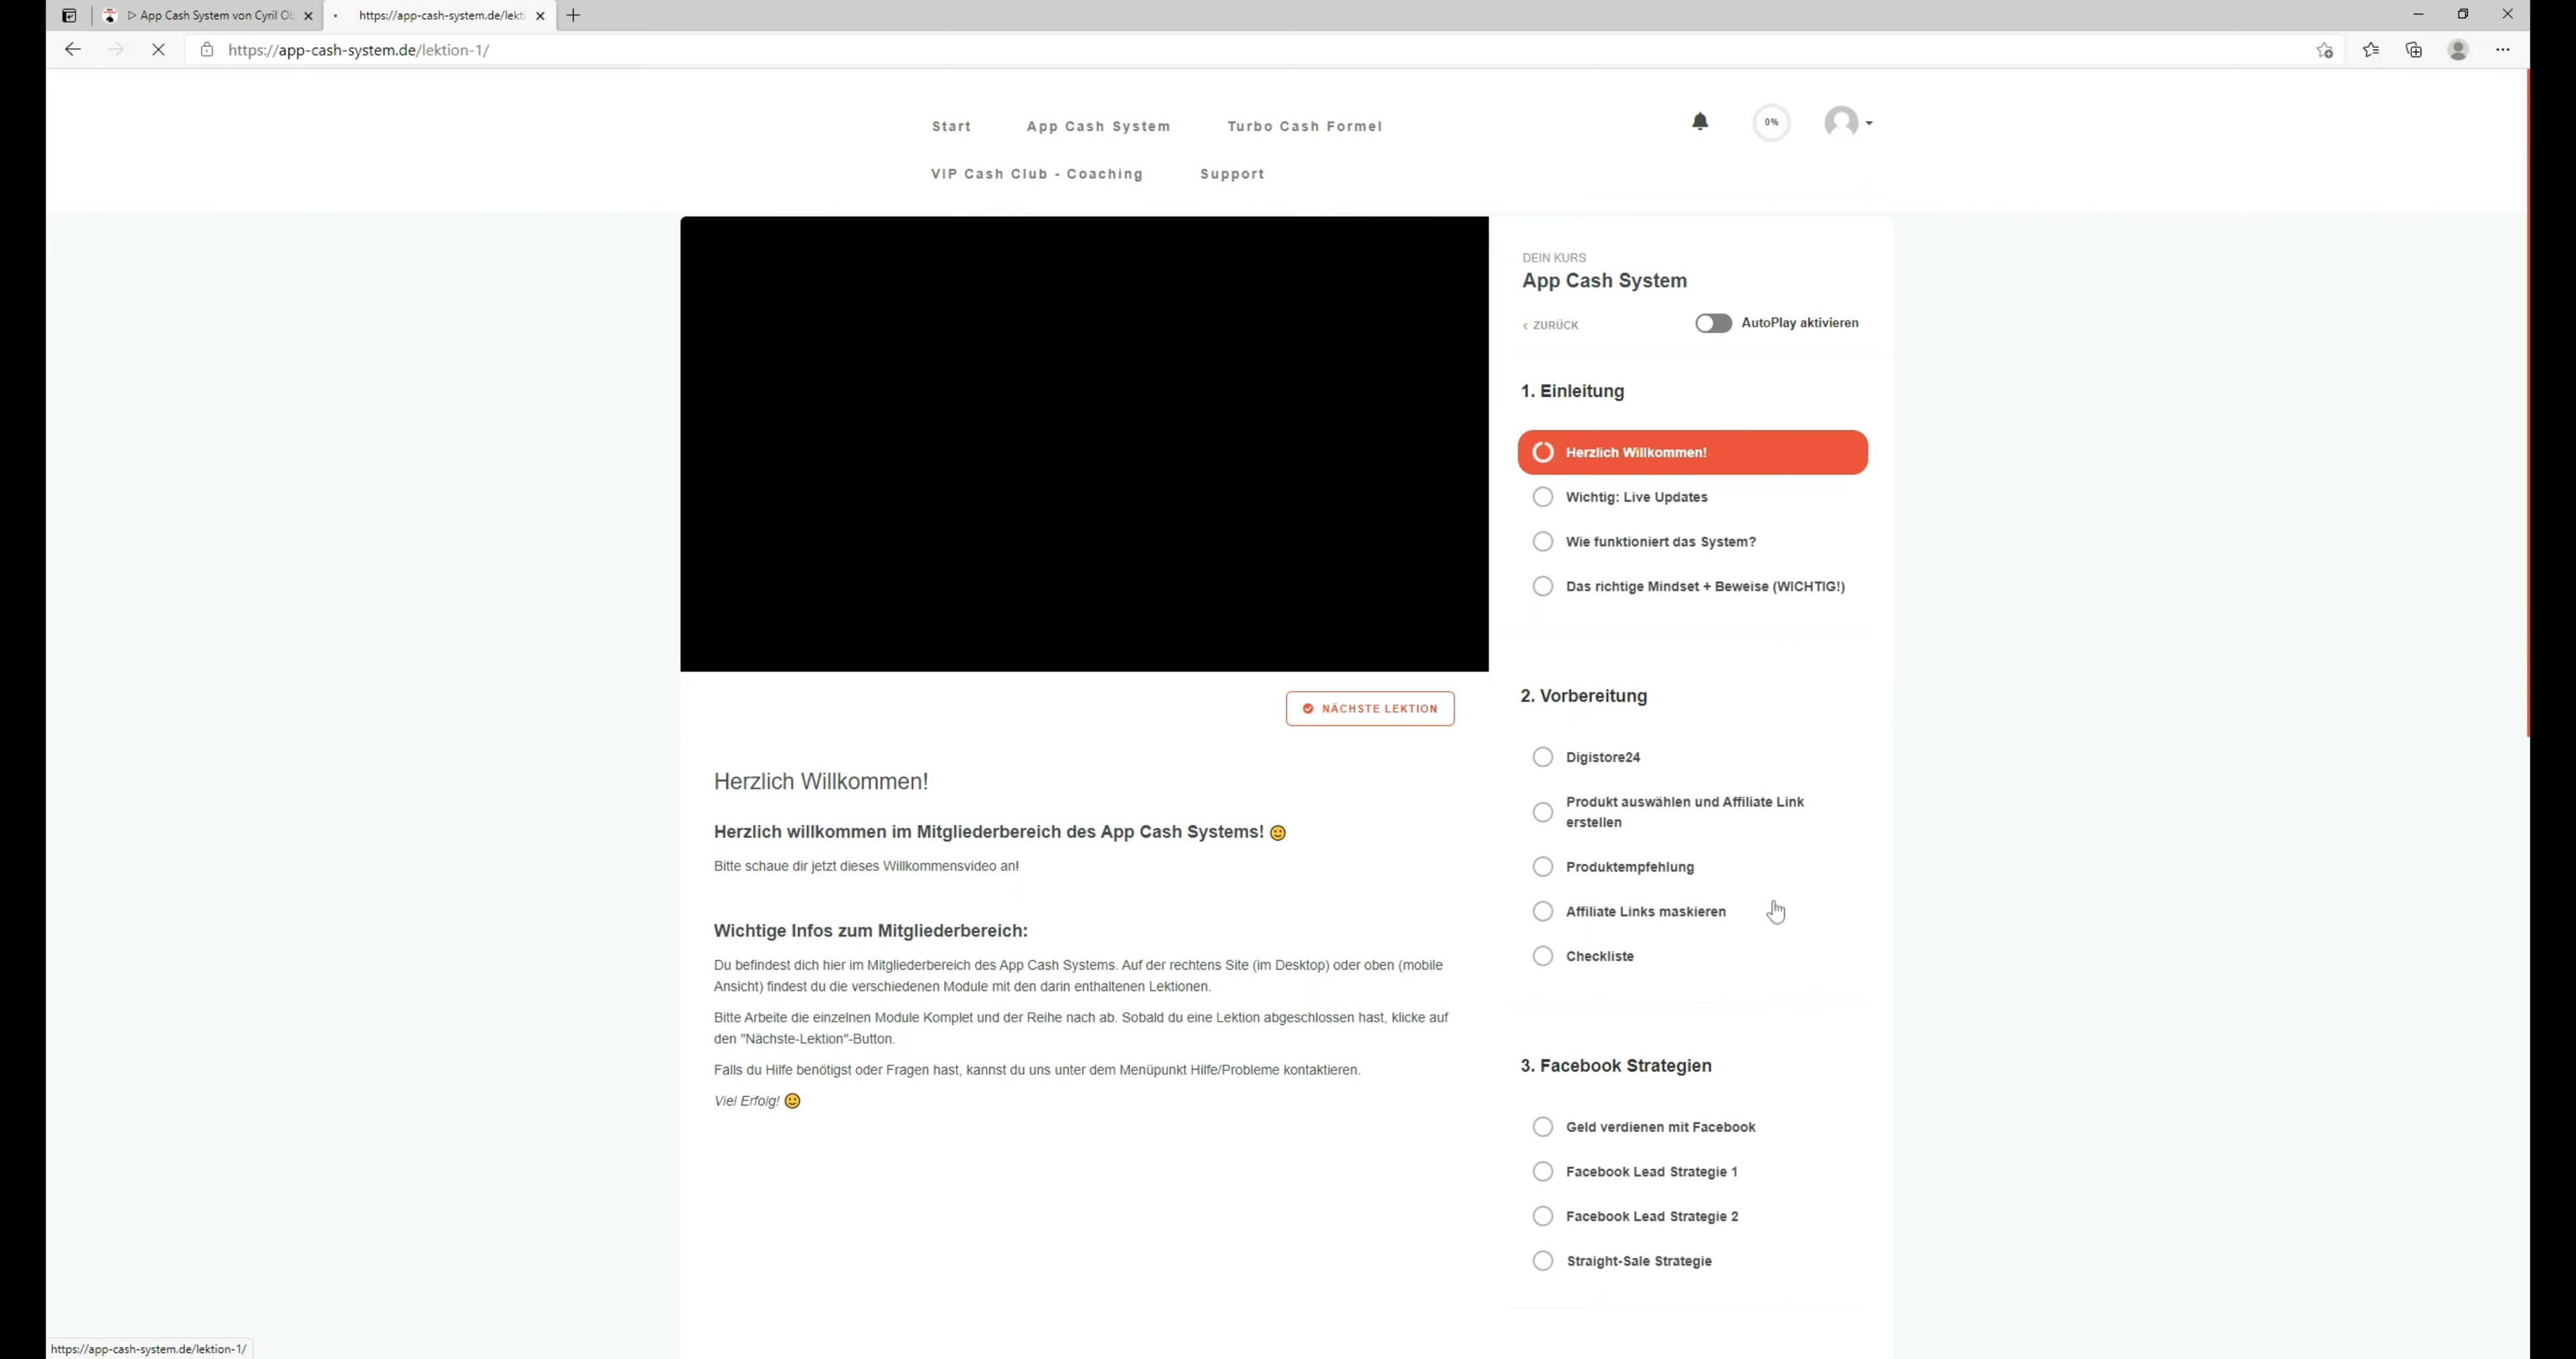 App Cash System von Cyril Ob
https://app-cash-system.de/lekti
https://app-cash-system.de/lektion-1/
Start
App Cash System
Turbo Cash Formel
0%
VIP Cash Club - Coaching
Support
DEIN KURS
App Cash System
‹ ZURÜCK
AutoPlay aktivieren
1. Einleitung
Herzlich Willkommen!
Wichtig: Live Updates
Wie funktioniert das System?
Das richtige Mindset + Beweise (WICHTIG!)
2. Vorbereitung
Digistore24
Produkt auswählen und Affiliate Link
erstellen
Produktempfehlung
Affiliate Links maskieren
Checkliste
3. Facebook Strategien
Geld verdienen mit Facebook
Facebook Lead Strategie 1
Facebook Lead Strategie 2
Straight-Sale Strategie
NÄCHSTE LEKTION
Herzlich Willkommen!
Herzlich willkommen im Mitgliederbereich des App Cash Systems! 🙂
Bitte schaue dir jetzt dieses Willkommensvideo an!
Wichtige Infos zum Mitgliederbereich:
Du befindest dich hier im Mitgliederbereich des App Cash Systems. Auf der rechtens Site (im Desktop) oder oben (mobile
Ansicht) findest du die verschiedenen Module mit den darin enthaltenen Lektionen.
Bitte Arbeite die einzelnen Module Komplet und der Reihe nach ab. Sobald du eine Lektion abgeschlossen hast, klicke auf
den "Nächste-Lektion"-Button.
Falls du Hilfe benötigst oder Fragen hast, kannst du uns unter dem Menüpunkt Hilfe/Probleme kontaktieren.
Viel Erfolg! 🙂
https://app-cash-system.de/lektion-1/